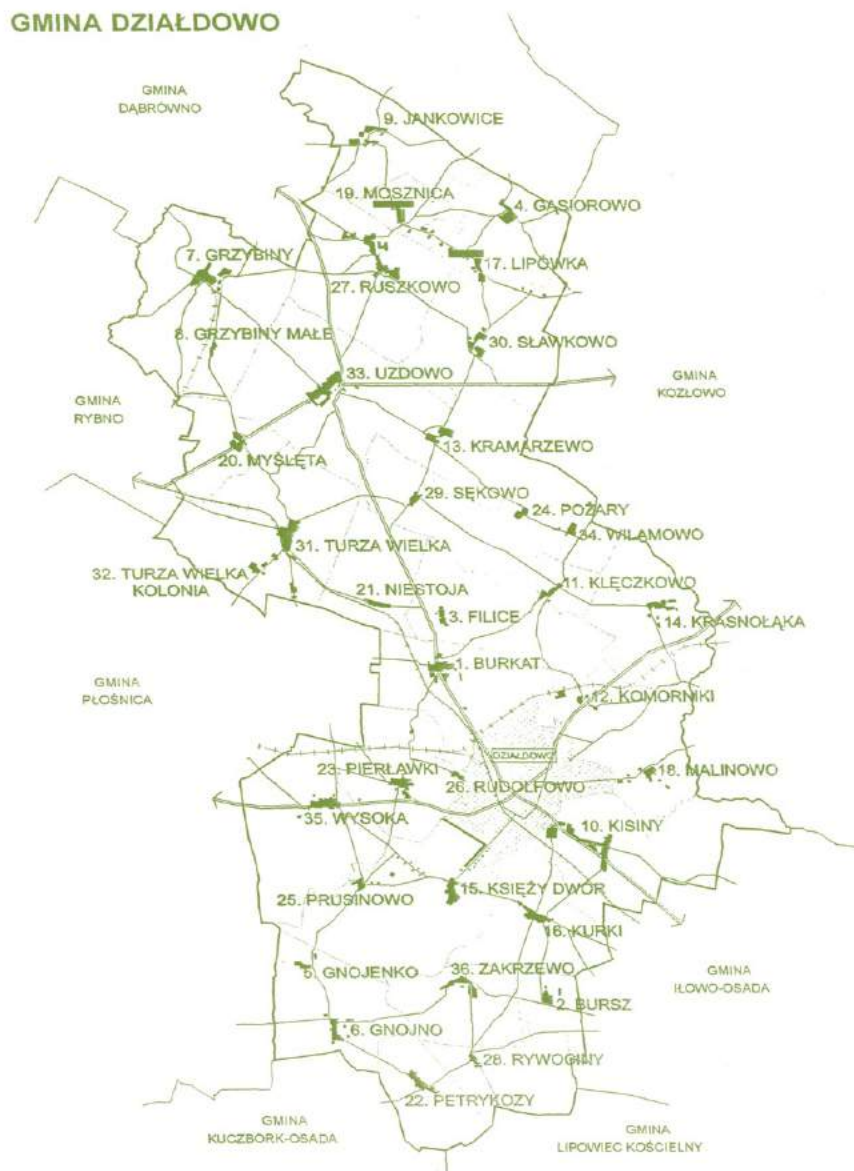 GMINA DZIAŁDOWO
GMINA
DĄBRÓWNO
9. JANKOWICE
19. MOSZNICA
4. GĄSIOROWO
7. GRZYBINY
17. LIPÓWKA
27. RUSZKOWO
8. GRZYBINY MAŁE
30. SŁAWKOWO
33. UZDOWO
GMINA
KOZŁOWO
GMINA
RYBNO
13. KRAMARZEWO
20. MYŚLĘTA
29. SĘKOWO
24. POŻARY
34. WILAMOWO
31. TURZA WIELKA
32. TURZA WIELKA
KOLONIA
11. KLĘCZKOWO
21. NIESTOJA
3. FILICE
14. KRASNOŁĄKA
1. BURKAT
GMINA
PŁOŚNICA
12. KOMORNIKI
DZIAŁDOWO
23. PIERŁAWKI
18. MALINOWO
26. RUDOLFOWO
35. WYSOKA
10. KISINY
25. PRUSINOWO
15. KSIĘŻY DWÓR
16. KURKI
5. GNOJENKO
36. ZAKRZEWO
GMINA
IŁOWO-OSADA
2. BURSZ
6. GNOJNO
28. RYWOCINY
22. PETRYKOZY
GMINA
KUCZBORK-OSADA
GMINA
LIPOWIEC KOŚCIELNY